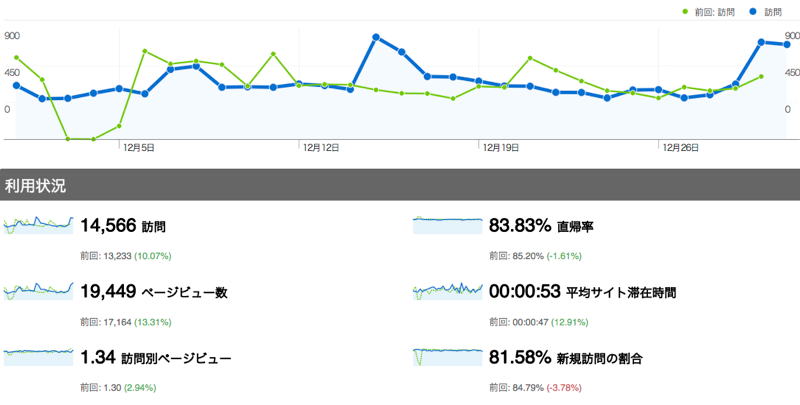 前回: 訪問 訪問
900 900
450 450
0 0
12月5日 12月12日 12月19日 12月26日
利用状況
14,566 訪問
前回: 13,233 (10.07%)
83.83% 直帰率
前回: 85.20% (-1.61%)
19,449 ページビュー数
前回: 17,164 (13.31%)
00:00:53 平均サイト滞在時間
前回: 00:00:47 (12.91%)
1.34 訪問別ページビュー
前回: 1.30 (2.94%)
81.58% 新規訪問の割合
前回: 84.79% (-3.78%)